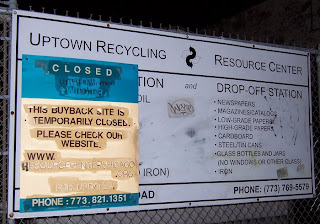 UPTOWN RECYCLING RESOURCE CENTER
CLOSED
THIS BUYBACK SITE IS
TEMPORARILY CLOSED.
PLEASE CHECK OUR
WEBSITE.
WWW.
.ORG
PHONE: 773.821.1351
TION and DROP-OFF STATION
OIL
• NEWSPAPERS
• MAGAZINES/CATALOGS
• LOW-GRADE PAPERS
• HIGH-GRADE PAPERS
• CARDBOARD
• STEEL/TIN CANS
• GLASS BOTTLES AND JARS
(NO WINDOWS OR OTHER GLASS)
IRON) • IRON
OAD PHONE: (773) 769-5579